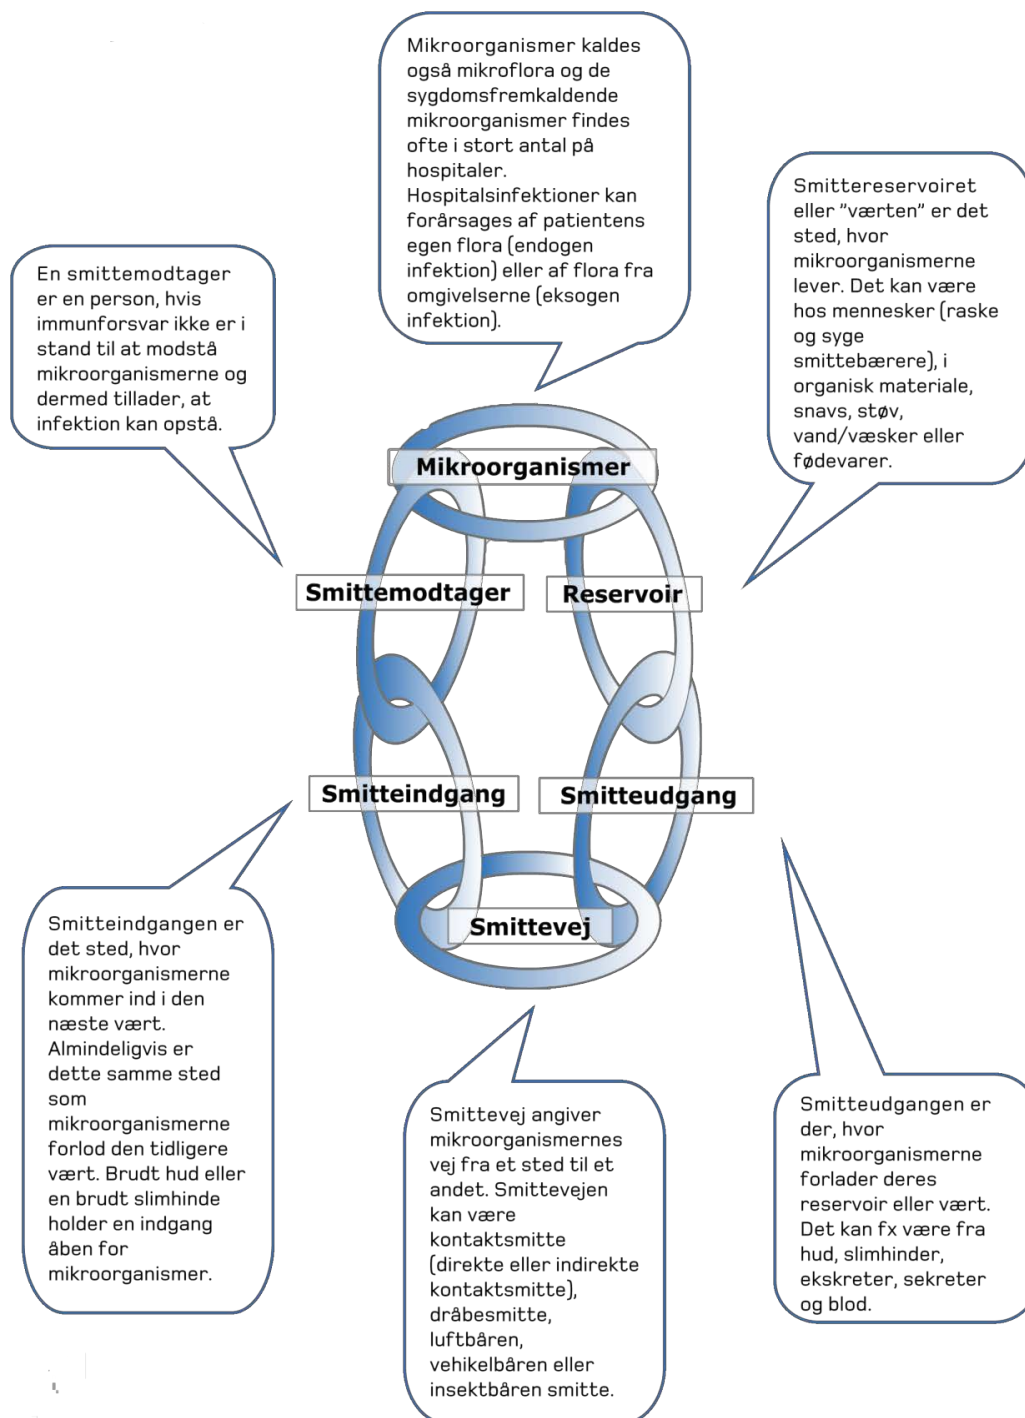 Mikroorganismer kaldes
også mikroflora og de
sygdomsfremkaldende
mikroorganismer findes
ofte i stort antal på
hospitaler.
Hospitalsinfektioner kan
forårsages af patientens
egen flora (endogen
infektion) eller af flora fra
omgivelserne (eksogen
infektion).
Smittereservoiret
eller ”værten” er det
sted, hvor
mikroorganismerne
lever. Det kan være
hos mennesker (raske
og syge
smittebærere), i
organisk materiale,
snavs, støv,
vand/væsker eller
fødevarer.
En smittemodtager
er en person, hvis
immunforsvar ikke er i
stand til at modstå
mikroorganismerne og
dermed tillader, at
infektion kan opstå.
Mikroorganismer
Smittemodtager
Reservoir
Smitteindgang
Smitteudgang
Smittevej
Smitteindgangen er
det sted, hvor
mikroorganismerne
kommer ind i den
næste vært.
Almindeligvis er
dette samme sted
som
mikroorganismerne
forlod den tidligere
vært. Brudt hud eller
en brudt slimhinde
holder en indgang
åben for
mikroorganismer.
Smittevej angiver
mikroorganismernes
vej fra et sted til et
andet. Smittevejen
kan være
kontaktsmitte
(direkte eller indirekte
kontaktsmitte),
dråbesmitte,
luftbåren,
vehikelbåren eller
insektbåren smitte.
Smitteudgangen er
der, hvor
mikroorganismerne
forlader deres
reservoir eller vært.
Det kan fx være fra
hud, slimhinder,
ekskreter, sekreter
og blod.